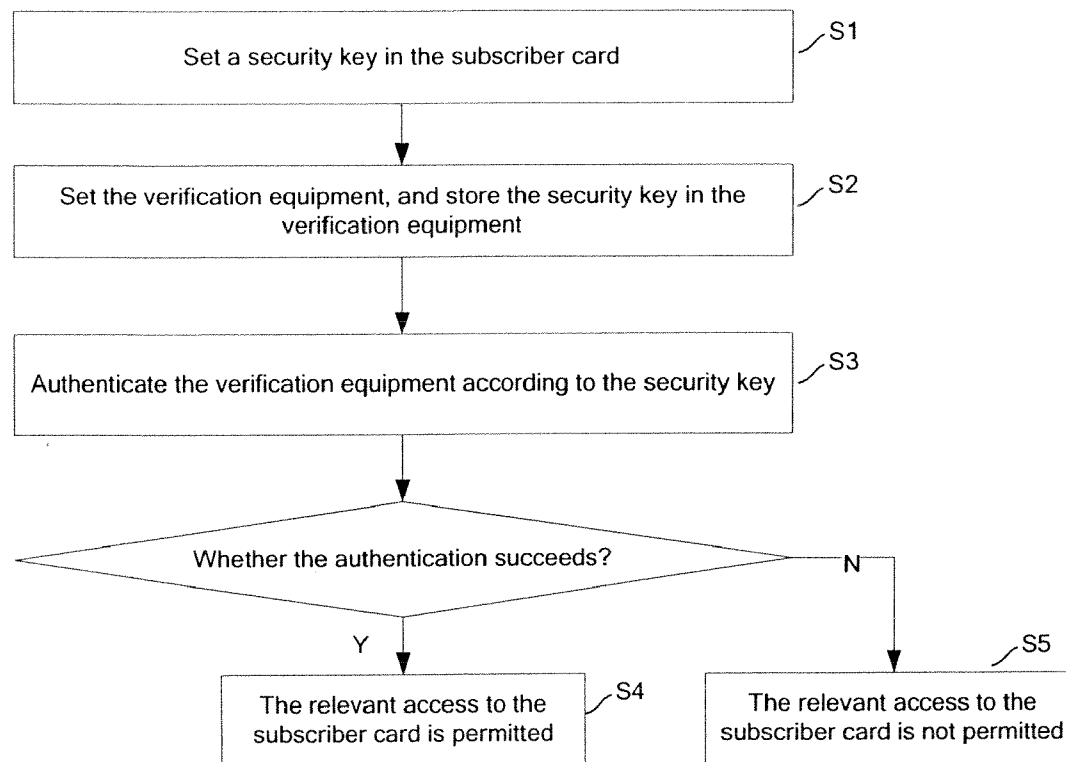 Set a security key in the subscriber card
S1
Set the verification equipment, and store the security key in the
verification equipment
S2
Authenticate the verification equipment according to the security key
S3
Whether the authentication succeeds?
N
Y
The relevant access to the
subscriber card is permitted
S4
The relevant access to the
subscriber card is not permitted
S5